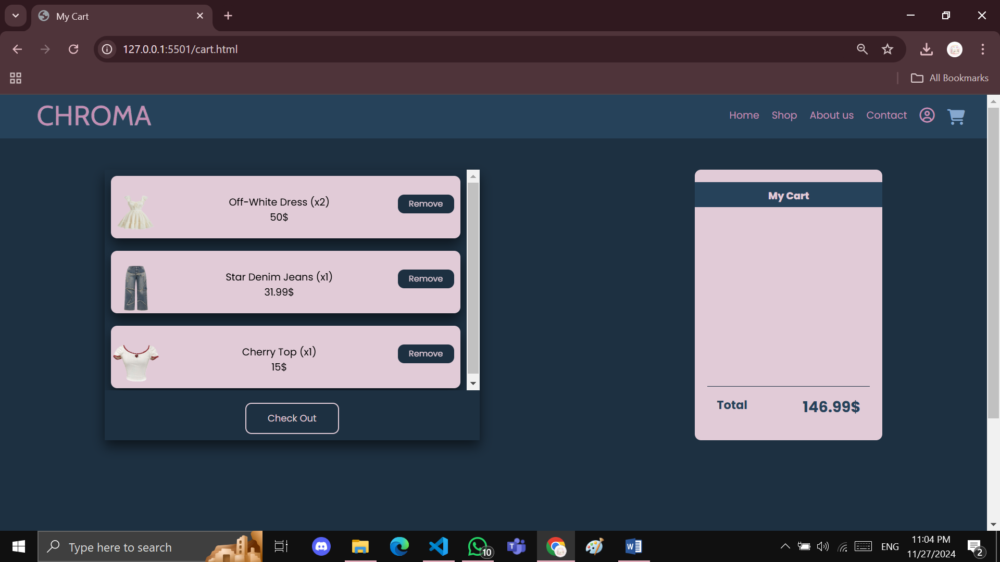 My Cart
127.0.0.1:5501/cart.html
All Bookmarks
CHROMA
Home Shop About us Contact
Off-White Dress (x2)
50$
Remove
Star Denim Jeans (x1)
31.99$
Remove
Cherry Top (x1)
15$
Remove
Check Out
My Cart
Total 146.99$
Type here to search
10
ENG
11:04 PM
11/27/2024
2